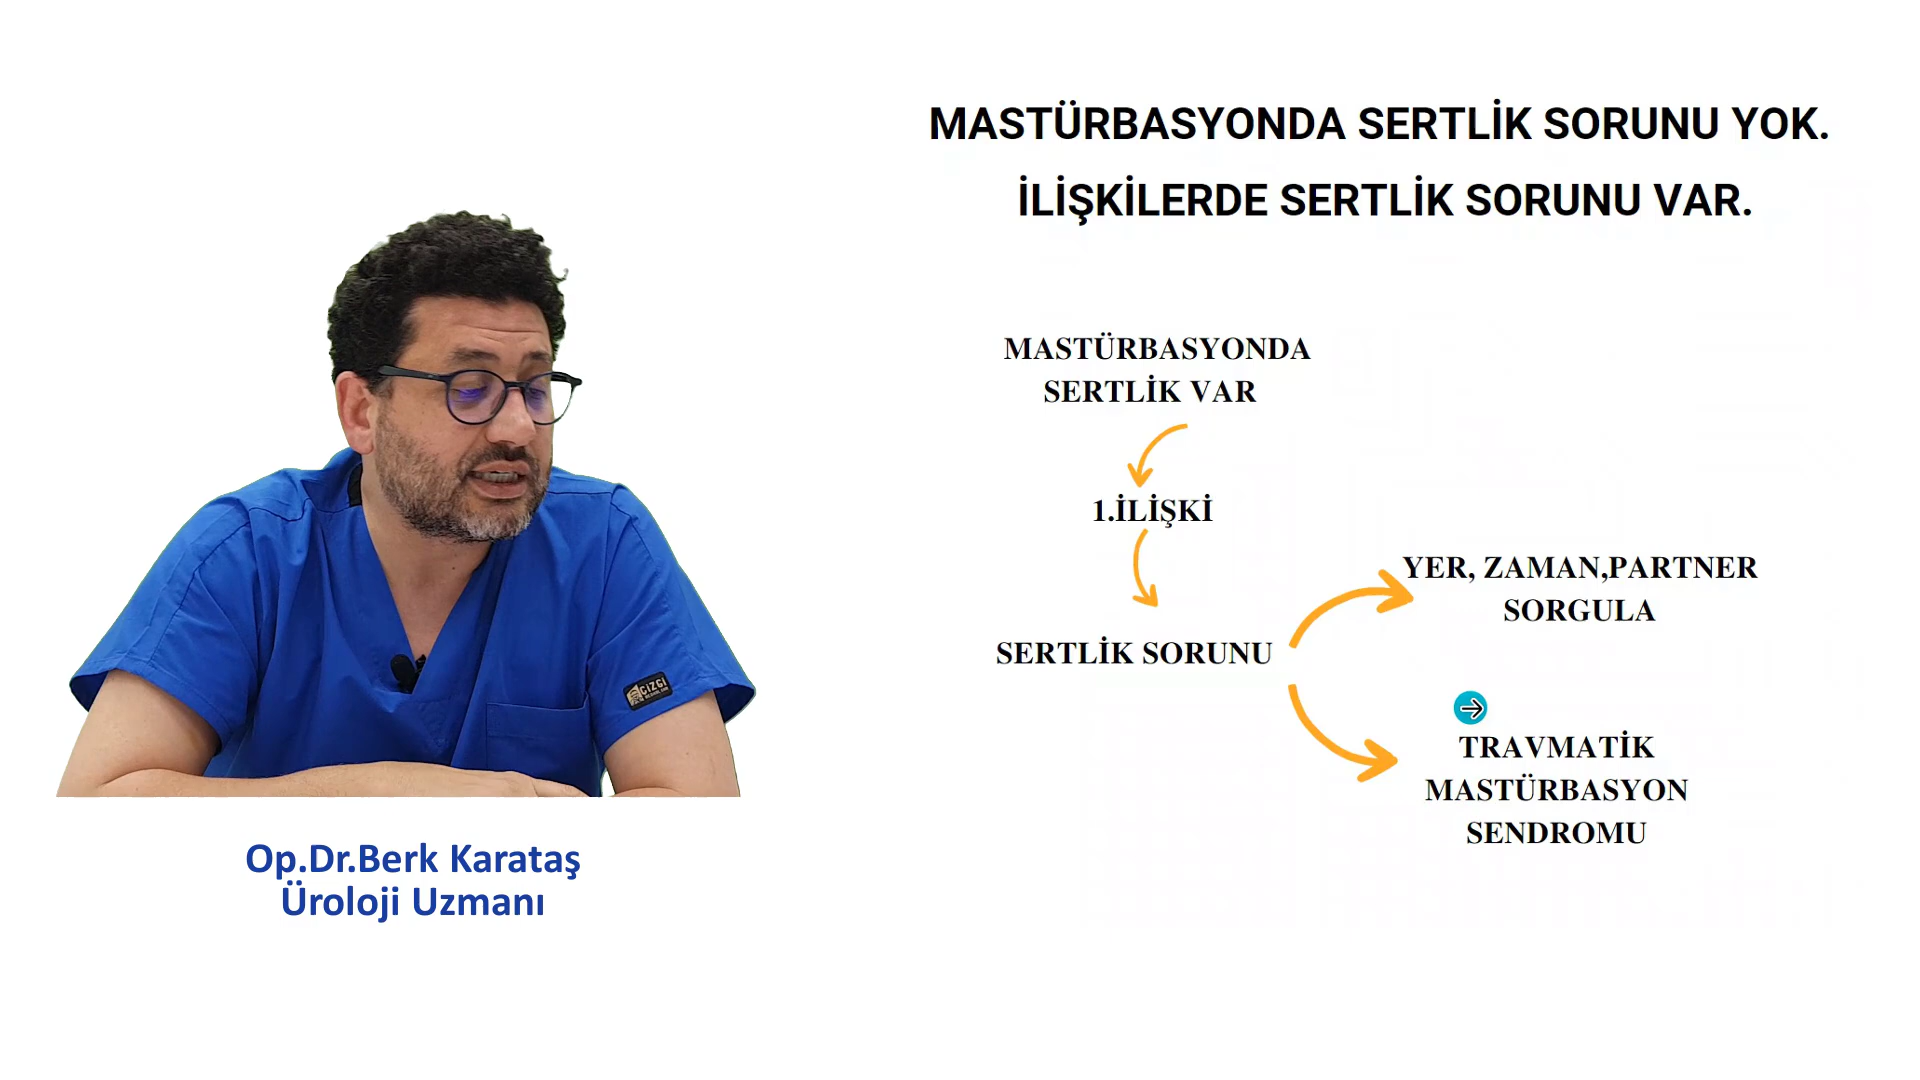 MASTÜRBASYONDA SERTLİK SORUNU YOK.
İLİŞKİLERDE SERTLİK SORUNU VAR.
MASTÜRBASYONDA
SERTLİK VAR
1.İLİŞKİ
SERTLİK SORUNU
YER, ZAMAN,PARTNER
SORGULA
TRAVMATİK
MASTÜRBASYON
SENDROMU
ÇIZGI
Op.Dr.Berk Karataş
Üroloji Uzmanı